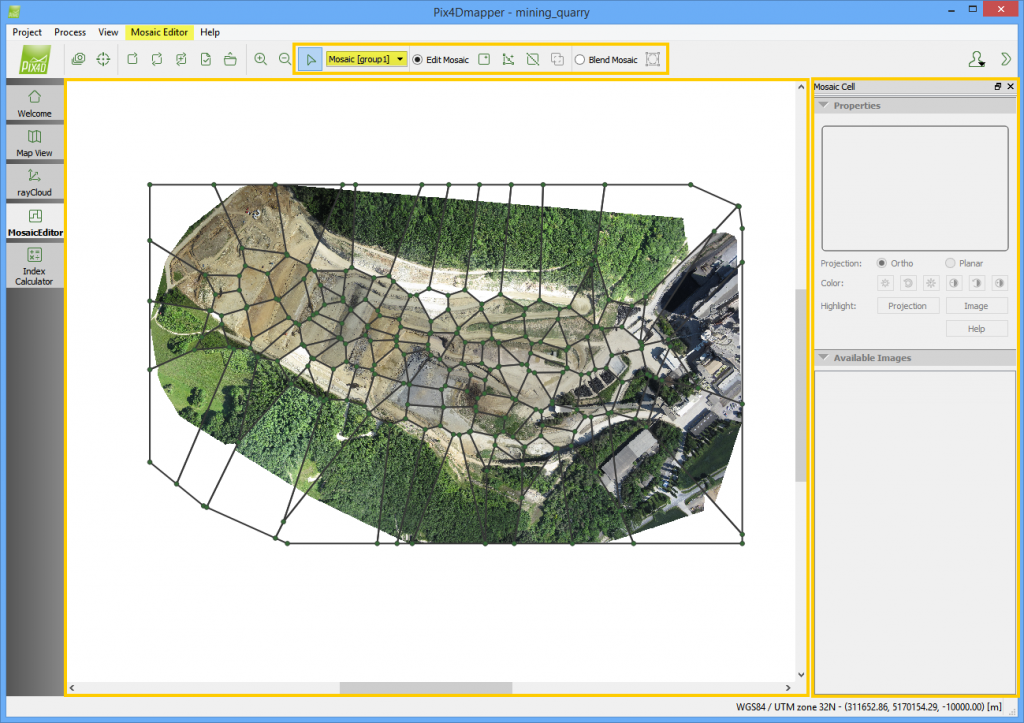 Pix4Dmapper - mining_quarry
Project Process View Mosaic Editor Help
PIX4D
Mosaic [group1] Edit Mosaic Blend Mosaic
Welcome
Map View
rayCloud
MosaicEditor
Index
Calculator
Mosaic Cell
Properties
Projection: Ortho Planar
Color:
Highlight: Projection Image
Help
Available Images
WGS84 / UTM zone 32N - (311652.86, 5170154.29, -10000.00) [m]